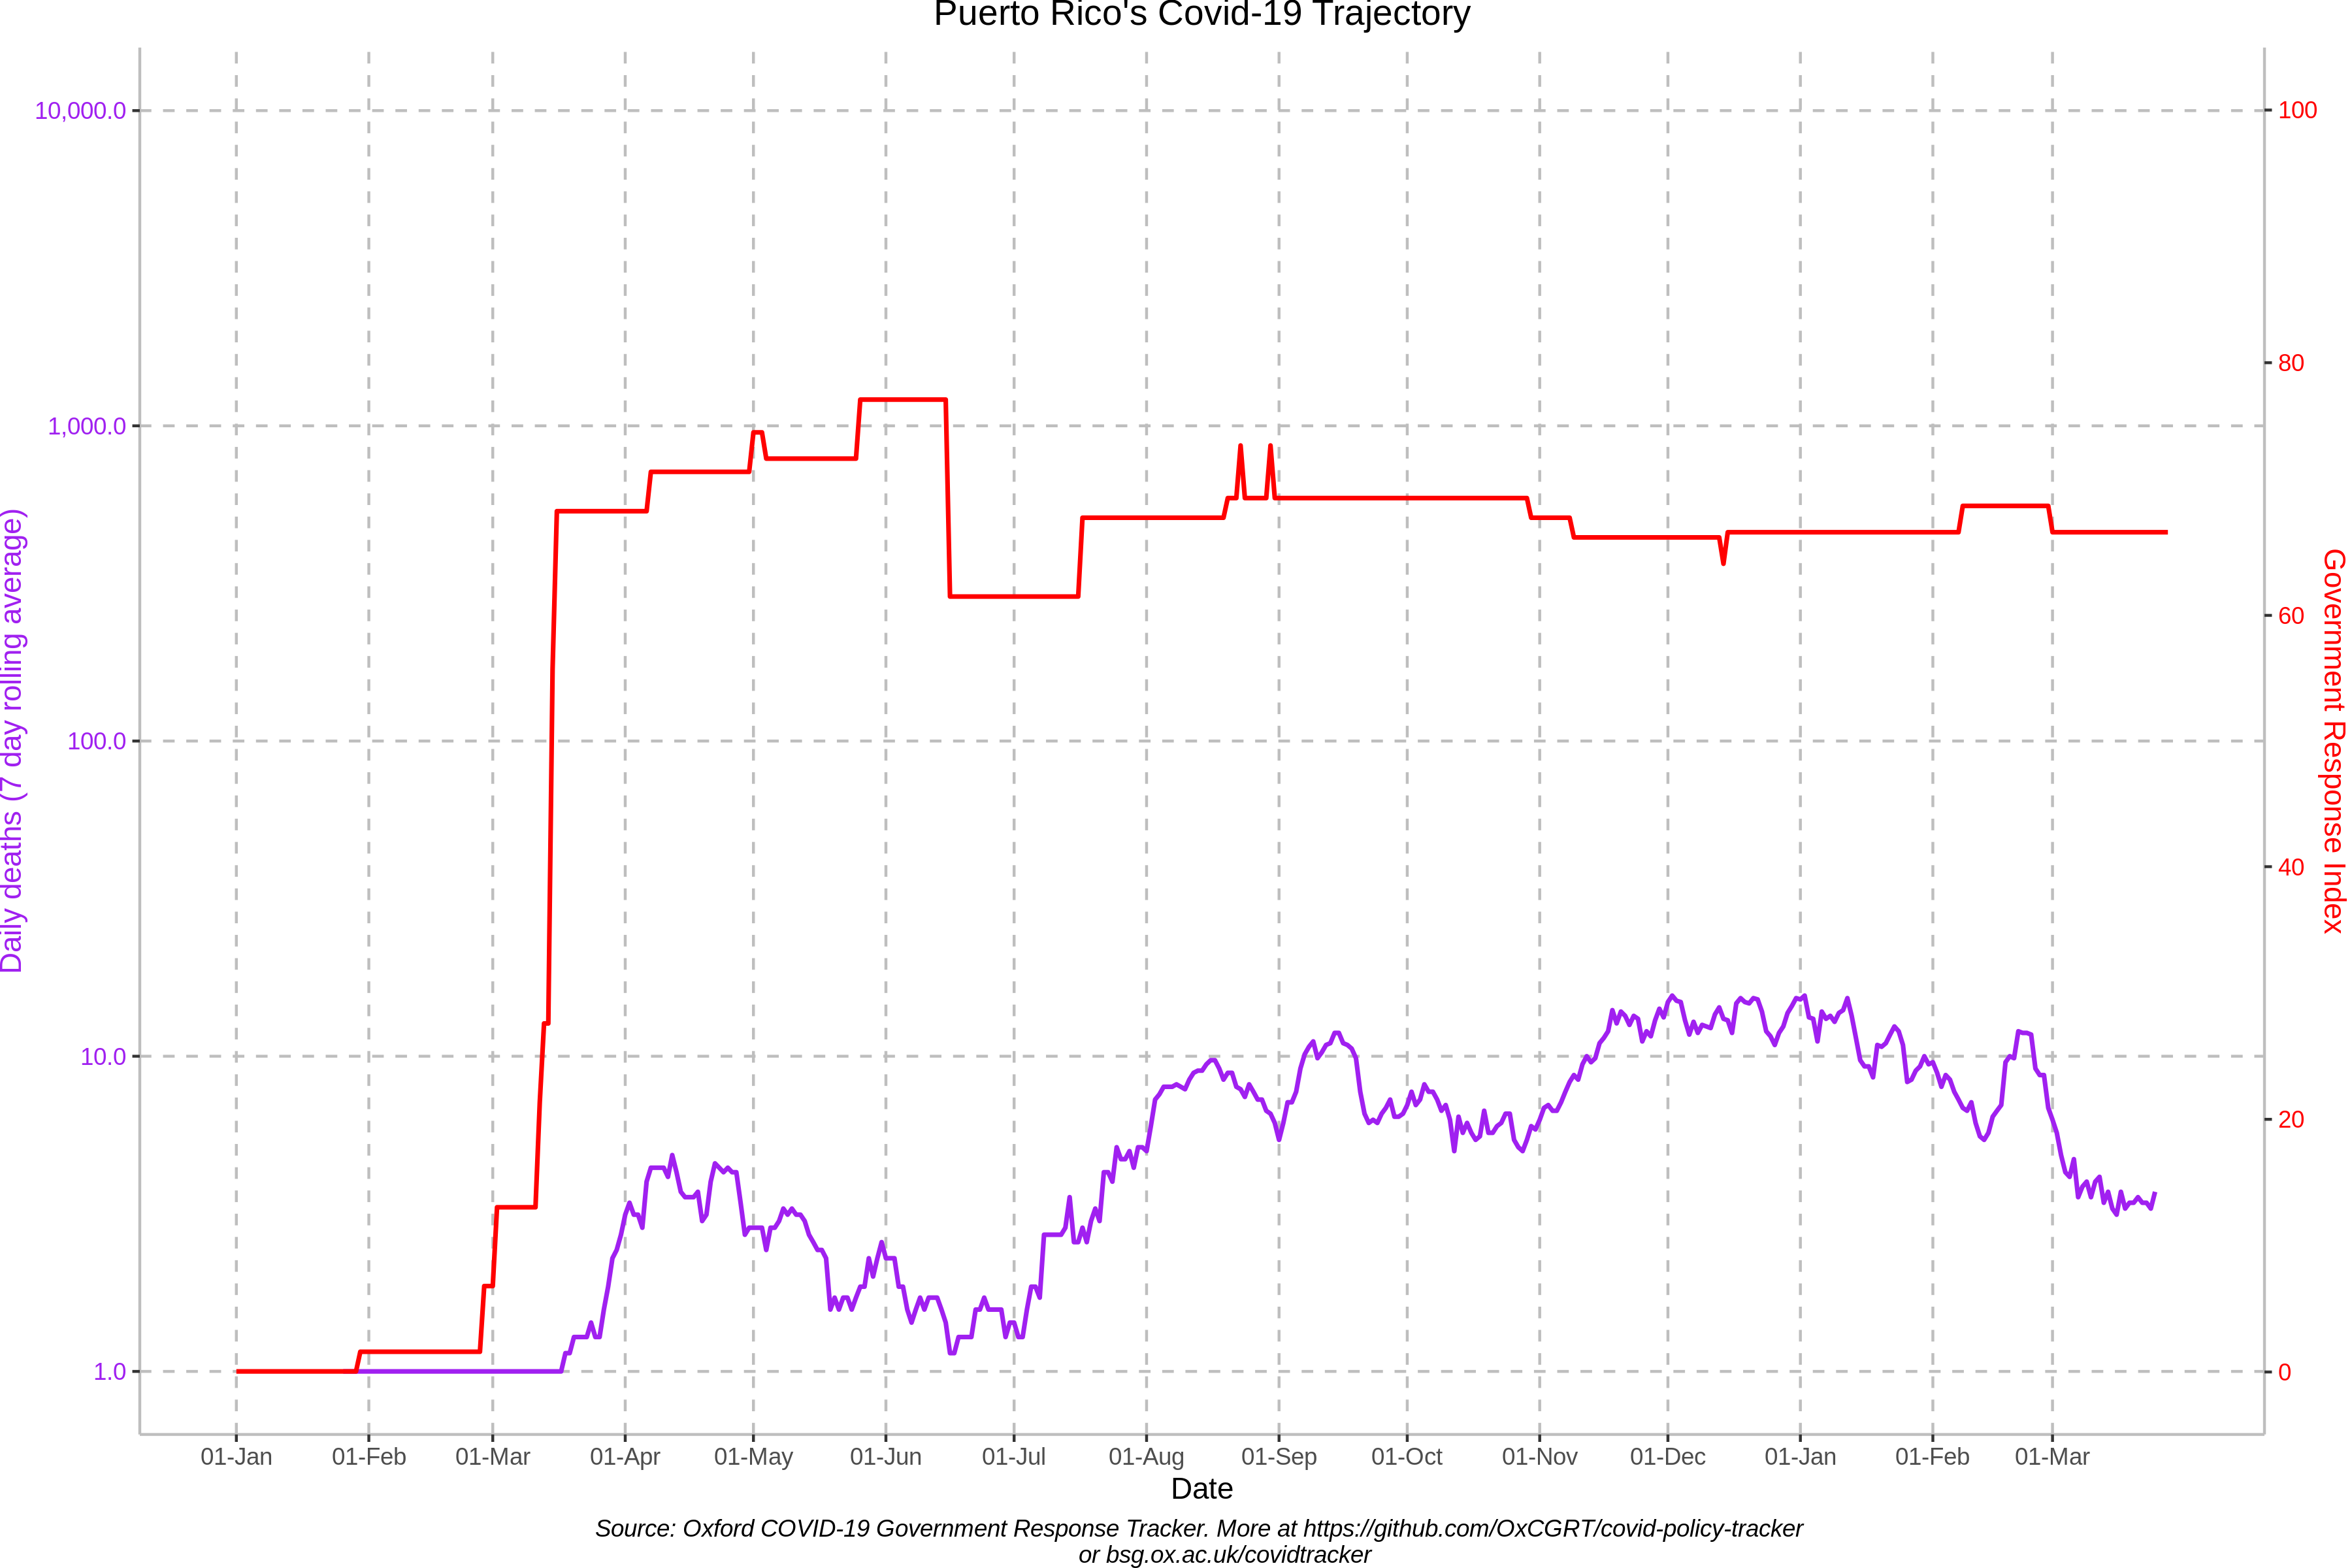 Puerto Rico's Covid-19 Trajectory
10,000.0
1,000.0
100.0
10.0
1.0
Daily deaths (7 day rolling average)
100
80
60
40
20
0
Government Response Index
01-Jan 01-Feb 01-Mar 01-Apr 01-May 01-Jun 01-Jul 01-Aug 01-Sep 01-Oct 01-Nov 01-Dec 01-Jan 01-Feb 01-Mar
Date
Source: Oxford COVID-19 Government Response Tracker. More at https://github.com/OxCGRT/covid-policy-tracker
or bsg.ox.ac.uk/covidtracker